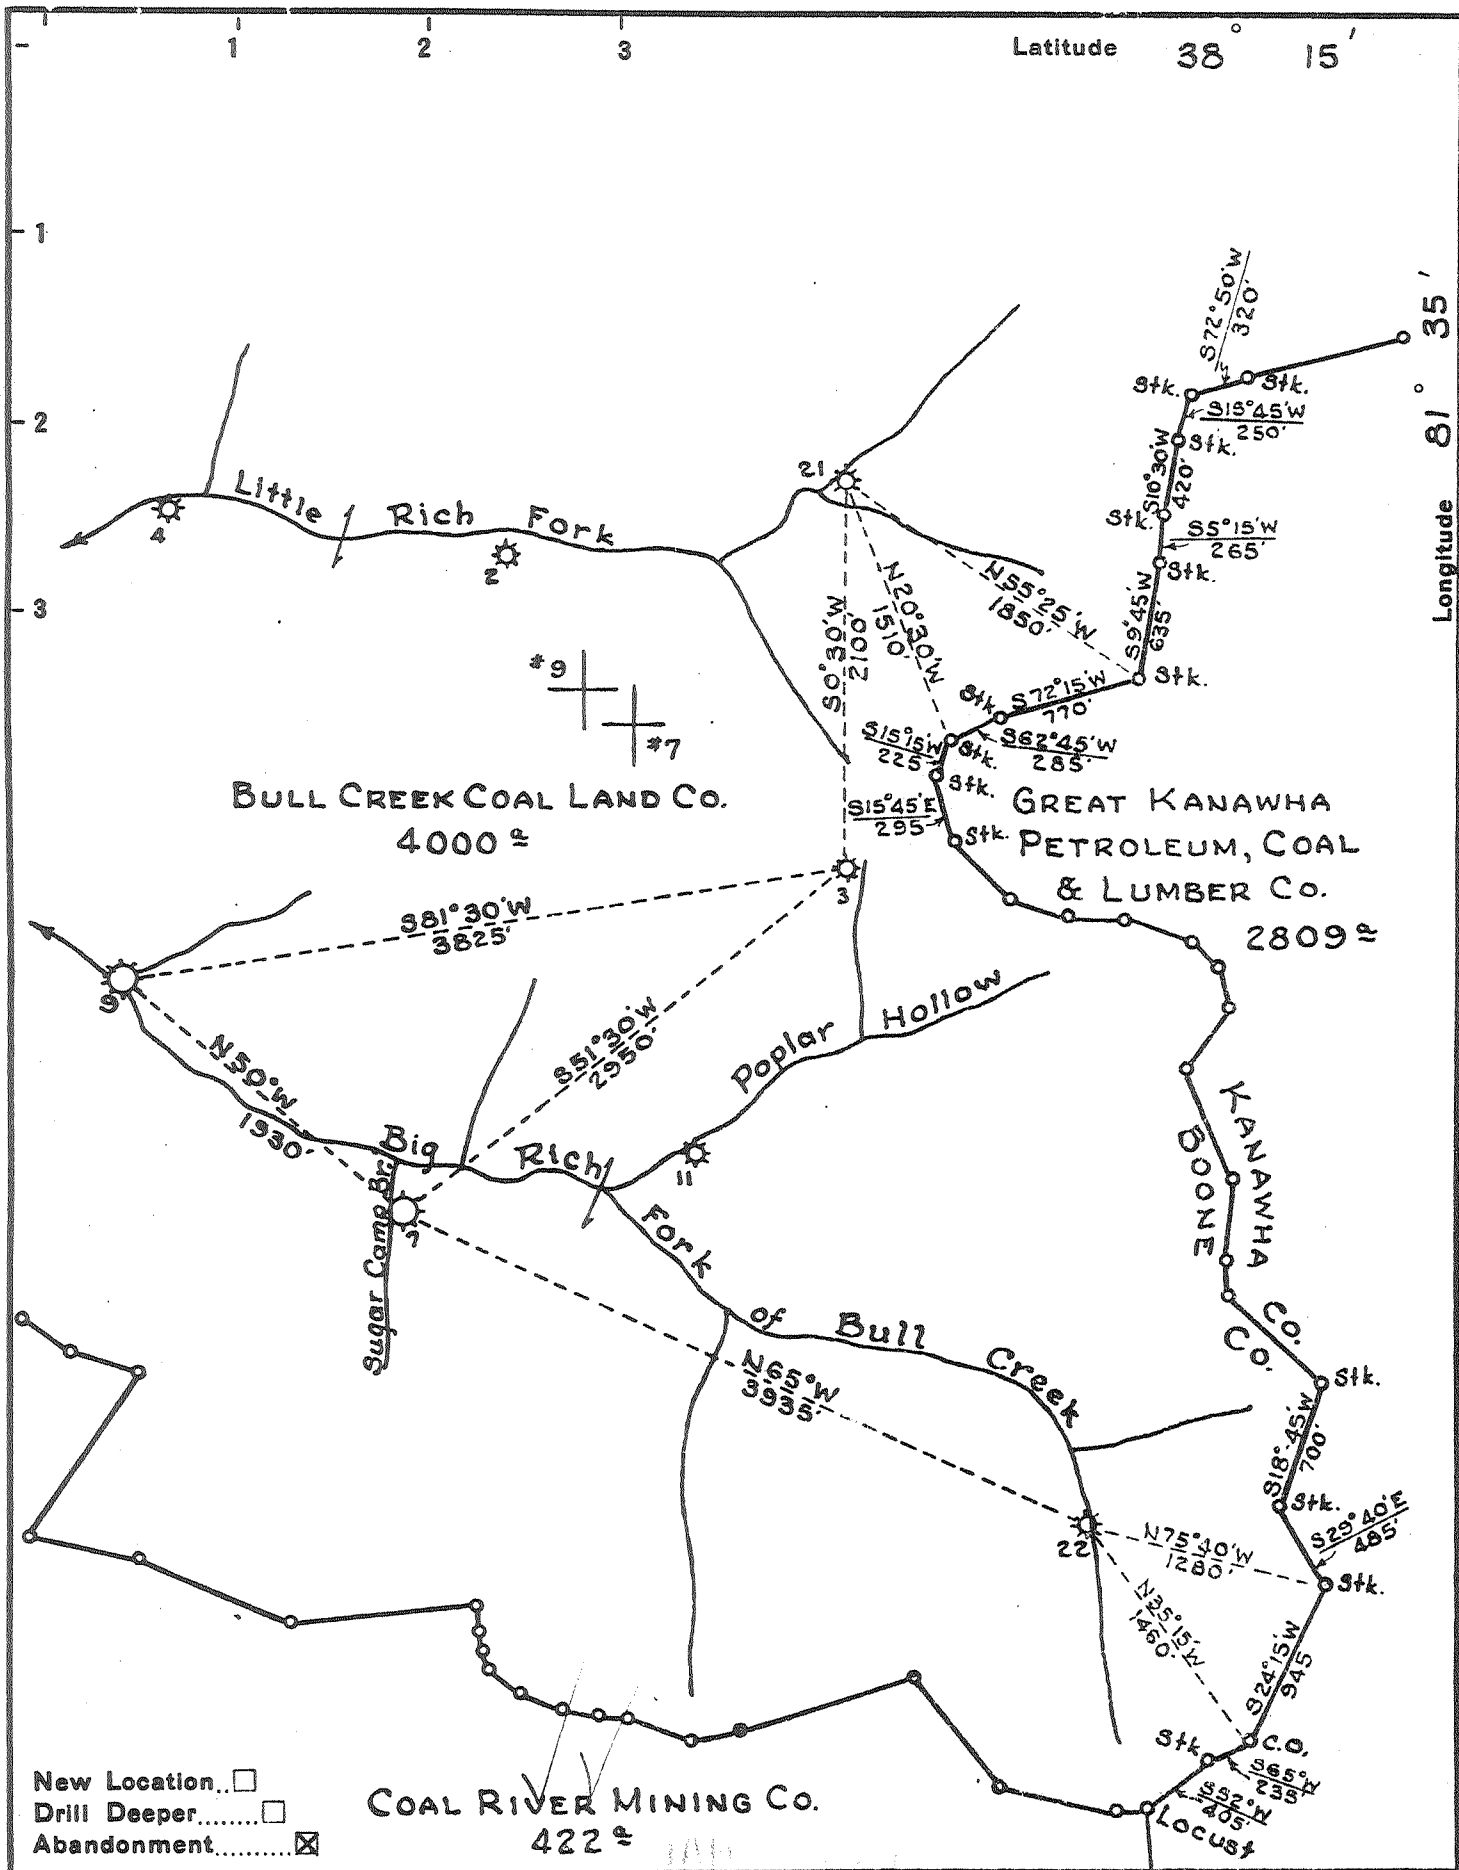 1 2 3 Latitude 38° 15'
1
2
3
Longitude 81° 35'
S72°50'W
320'
Stk.
Stk.
S15°45'W
250'
Stk.
S10°30'W
420'
Stk.
S5°15'W
265'
Stk.
S9°45'W
635'
Stk.
21
Little Rich Fork
4
2
N55°25'W
1850'
N20°30'W
1510'
S0°30'W
2100'
#9
#7
Stk.
S72°15'W
770'
S62°45'W
285'
Stk.
S15°15'W
225'
Stk.
S15°45'E
295'
Stk.
BULL CREEK COAL LAND CO.
4000 a
GREAT KANAWHA
PETROLEUM, COAL
& LUMBER CO.
2809 a
3
S81°30'W
3825'
9
S51°30'W
2950'
Poplar Hollow
N50°W
1930'
Big Rich Fork of Bull Creek
11
Sugar Camp Br.
7
KANAWHA CO.
BOONE CO.
N65°W
3935'
Stk.
S18°45'W
700'
Stk.
S29°40'E
485'
22
N75°40'W
1280'
Stk.
N35°15'W
1460'
S24°15'W
945'
C.O.
Stk.
S65°W
235'
S52°W
405'
Locust
New Location..
Drill Deeper........
Abandonment.......... X
COAL RIVER MINING CO.
422 a